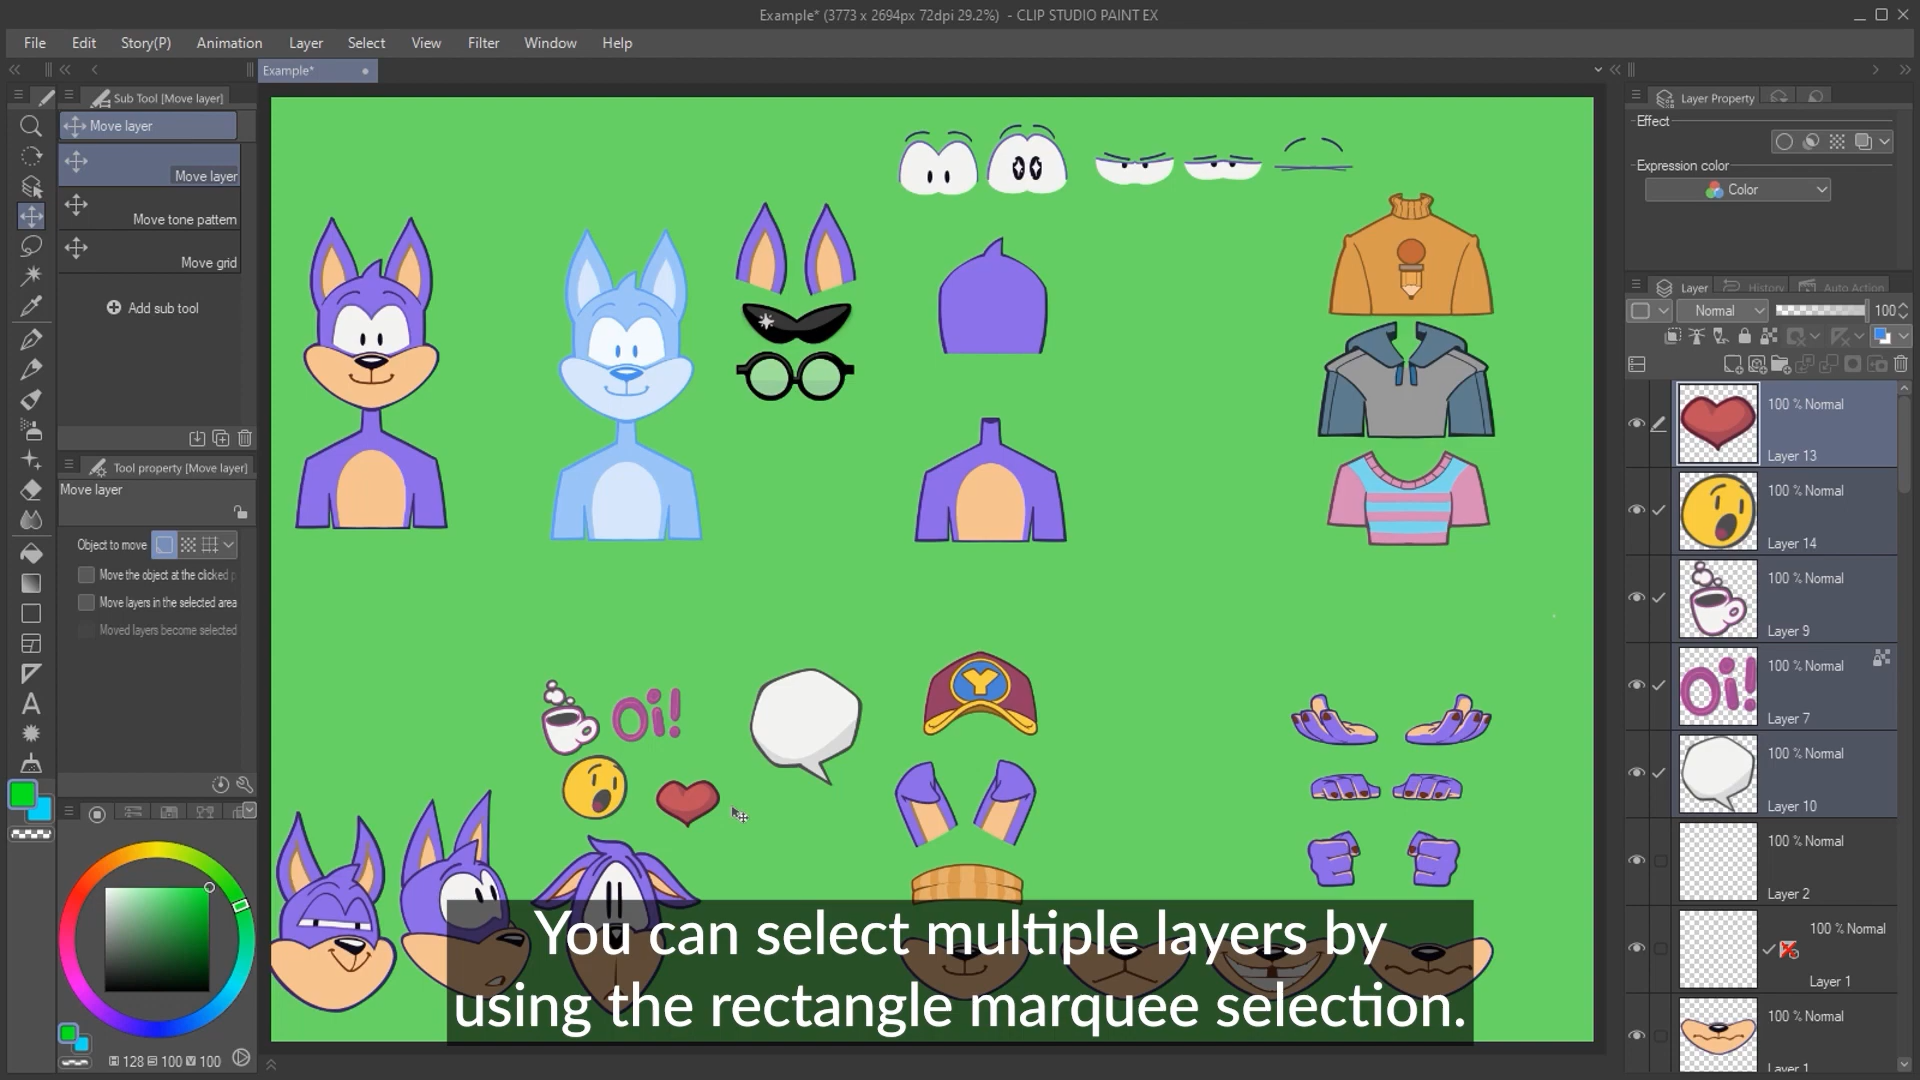 Example* (3773 x 2694px 72dpi 29.2%) - CLIP STUDIO PAINT EX
File Edit Story(P) Animation Layer Select View Filter Window Help
Example*
Sub Tool [Move layer]
Move layer
Move layer
Move tone pattern
Move grid
Add sub tool
Tool property [Move layer]
Move layer
Object to move
Move the object at the clicked p
Move layers in the selected area
Moved layers become selected
H 128 S 100 V 100
Oi!
Y
You can select multiple layers by
using the rectangle marquee selection.
Layer Property
Effect
Expression color
Color
Layer History Auto Action
Normal 100
100 % Normal
Layer 13
100 % Normal
Layer 14
100 % Normal
Layer 9
Oi!
100 % Normal
Layer 7
100 % Normal
Layer 10
100 % Normal
Layer 2
100 % Normal
Layer 1
100 % Normal
Layer 1